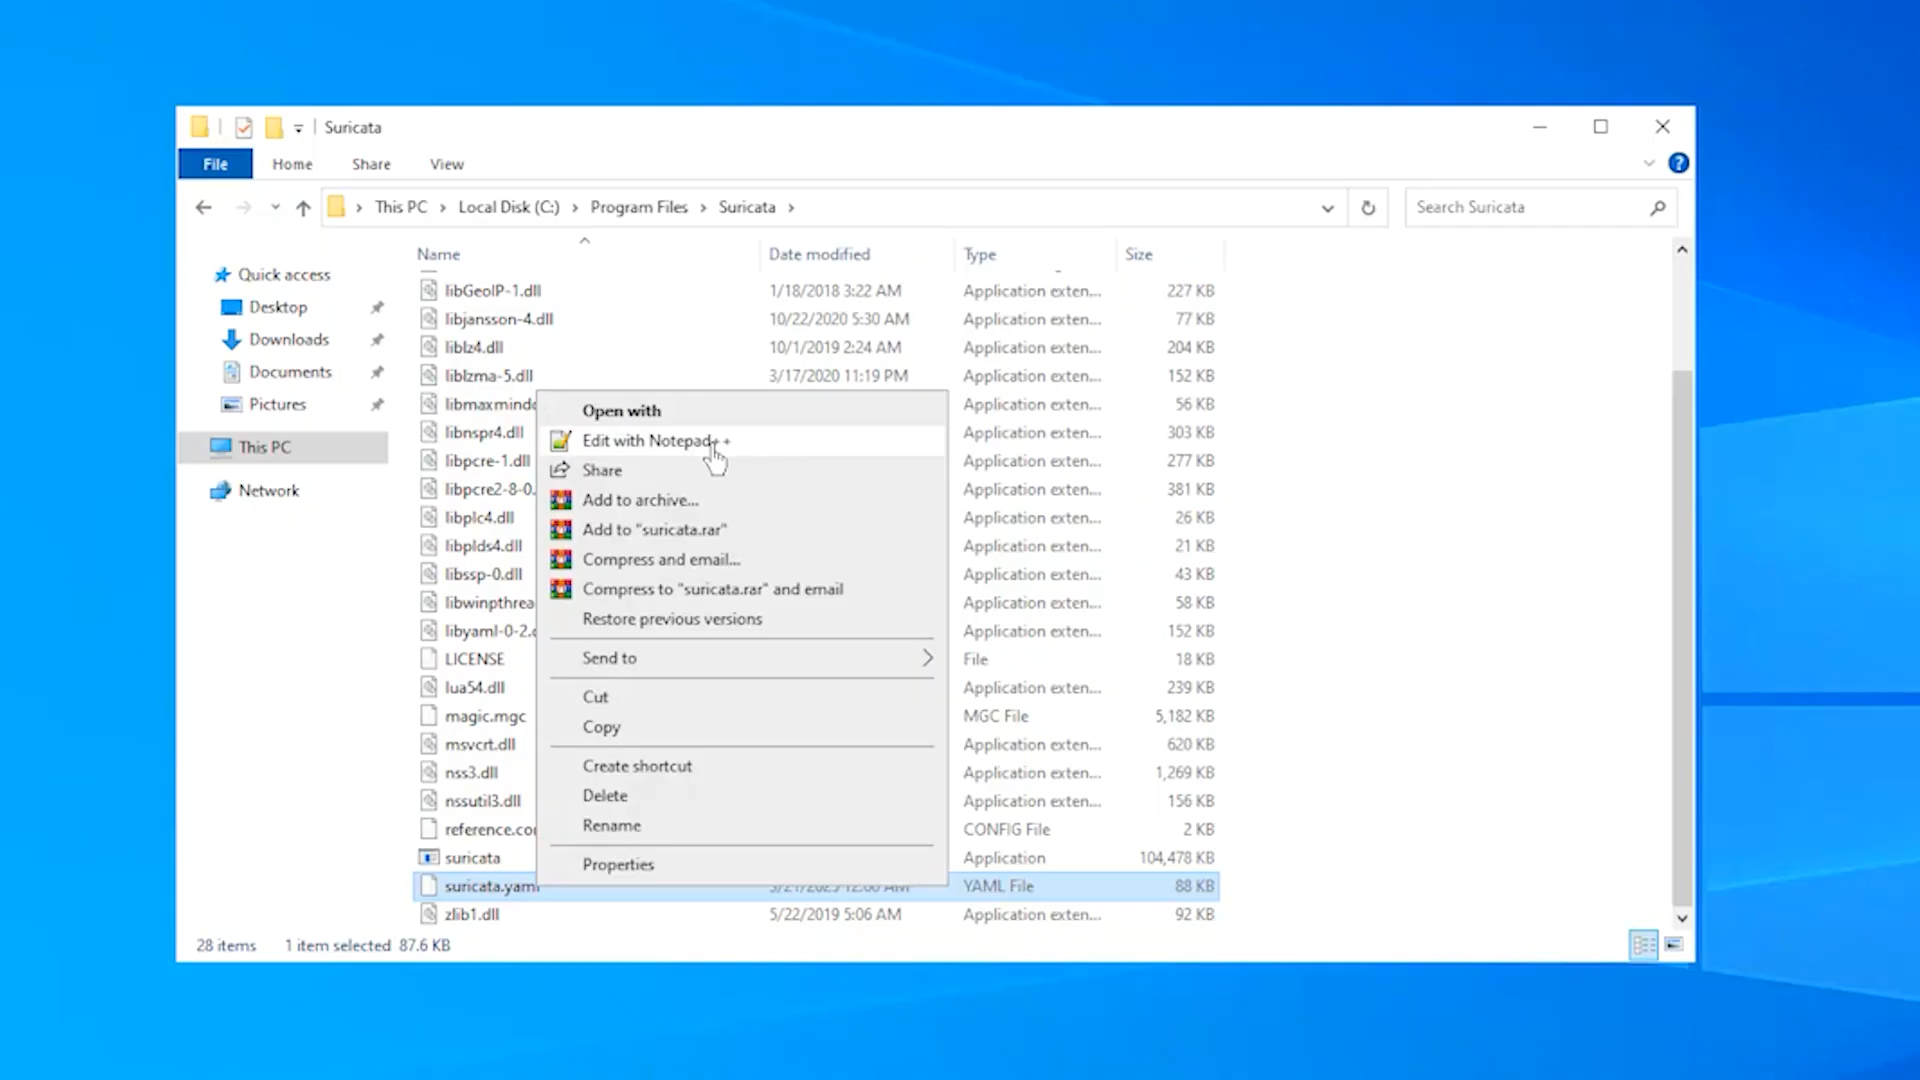 Suricata
File Home Share View
This PC Local Disk (C:) Program Files Suricata
Search Suricata
Name Date modified Type Size
Quick access
Desktop
Downloads
Documents
Pictures
This PC
Network
libGeoIP-1.dll 1/18/2018 3:22 AM Application exten... 227 KB
libjansson-4.dll 10/22/2020 5:30 AM Application exten... 77 KB
liblz4.dll 10/1/2019 2:24 AM Application exten... 204 KB
liblzma-5.dll 3/17/2020 11:19 PM Application exten... 152 KB
libmaxmind Application exten... 56 KB
libnspr4.dll Application exten... 303 KB
libpcre-1.dll Application exten... 277 KB
libpcre2-8-0. Application exten... 381 KB
libplc4.dll Application exten... 26 KB
libplds4.dll Application exten... 21 KB
libssp-0.dll Application exten... 43 KB
libwinpthrea Application exten... 58 KB
libyaml-0-2. Application exten... 152 KB
LICENSE File 18 KB
lua54.dll Application exten... 239 KB
magic.mgc MGC File 5,182 KB
msvcrt.dll Application exten... 620 KB
nss3.dll Application exten... 1,269 KB
nssutil3.dll Application exten... 156 KB
reference.co CONFIG File 2 KB
suricata Application 104,478 KB
suricata.yaml YAML File 88 KB
zlib1.dll 5/22/2019 5:06 AM Application exten... 92 KB
Open with
Edit with Notepad++
Share
Add to archive...
Add to "suricata.rar"
Compress and email...
Compress to "suricata.rar" and email
Restore previous versions
Send to
Cut
Copy
Create shortcut
Delete
Rename
Properties
28 items 1 item selected 87.6 KB